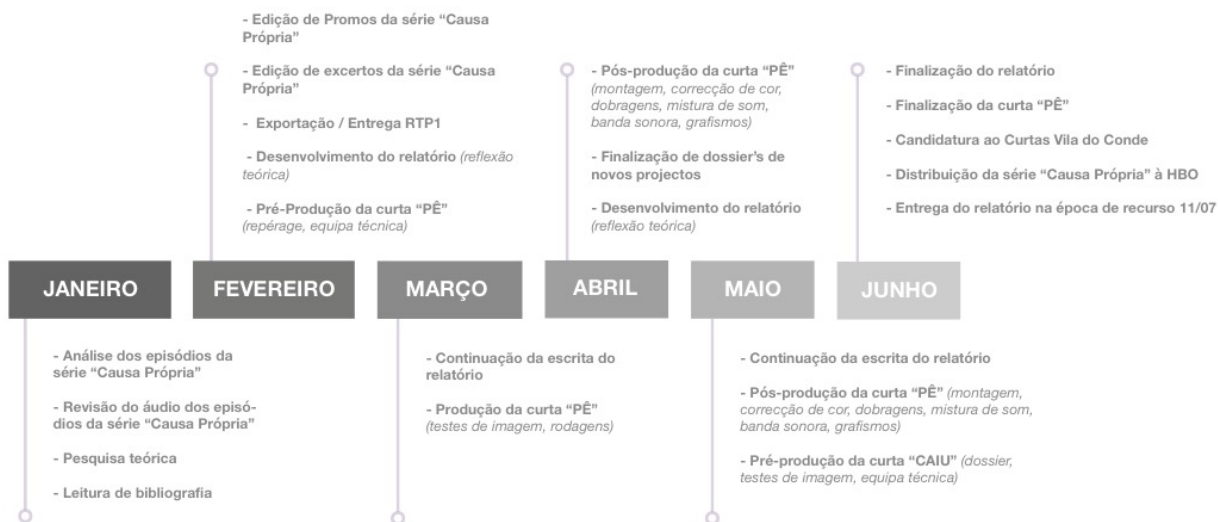 - Edição de Promos da série “Causa
Própria”
- Edição de excertos da série “Causa
Própria”
- Exportação / Entrega RTP1
- Desenvolvimento do relatório (reflexão
teórica)
- Pré-Produção da curta “PÊ”
(repérage, equipa técnica)
- Pós-produção da curta “PÊ”
(montagem, correcção de cor,
dobragens, mistura de som,
banda sonora, grafismos)
- Finalização de dossier’s de
novos projectos
- Desenvolvimento do relatório
(reflexão teórica)
- Finalização do relatório
- Finalização da curta “PÊ”
- Candidatura ao Curtas Vila do Conde
- Distribuição da série “Causa Própria” à HBO
- Entrega do relatório na época de recurso 11/07
JANEIRO
FEVEREIRO
MARÇO
ABRIL
MAIO
JUNHO
- Análise dos episódios da
série “Causa Própria”
- Revisão do áudio dos episó-
dios da série “Causa Própria”
- Pesquisa teórica
- Leitura de bibliografia
- Continuação da escrita do
relatório
- Produção da curta “PÊ”
(testes de imagem, rodagens)
- Continuação da escrita do relatório
- Pós-produção da curta “PÊ” (montagem,
correcção de cor, dobragens, mistura de som,
banda sonora, grafismos)
- Pré-produção da curta “CAIU” (dossier,
testes de imagem, equipa técnica)